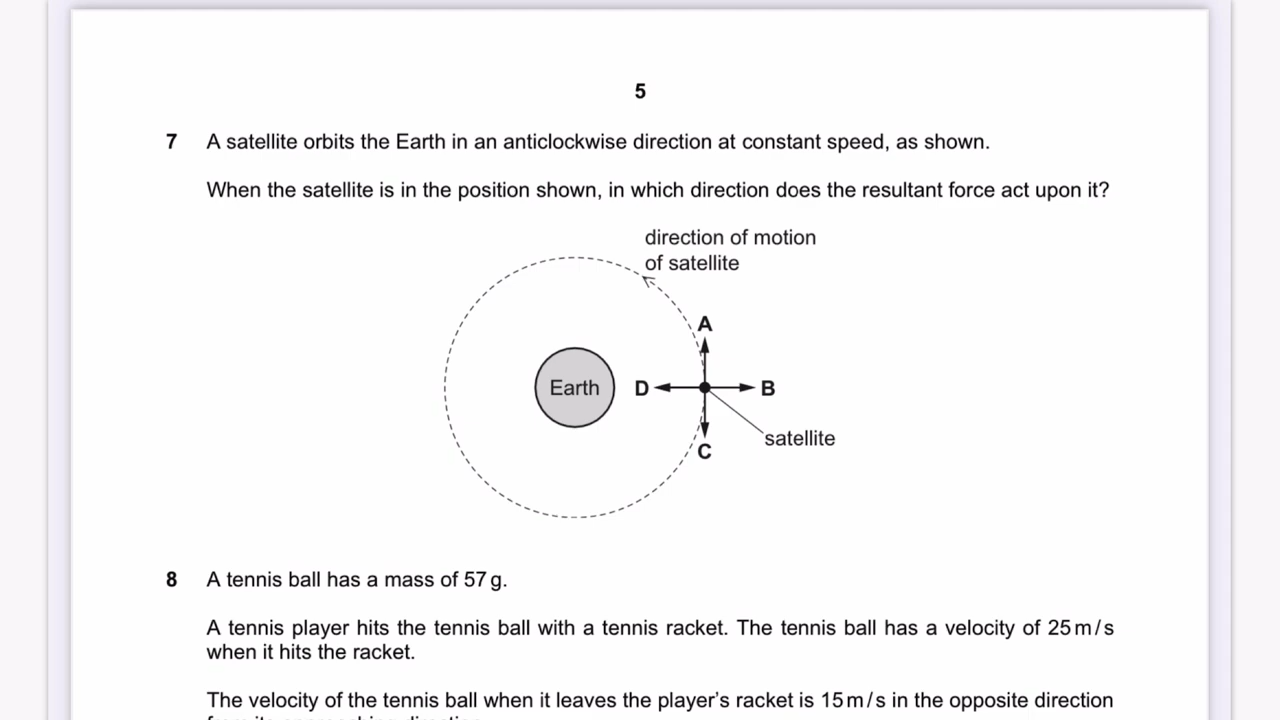 5
7 A satellite orbits the Earth in an anticlockwise direction at constant speed, as shown.
When the satellite is in the position shown, in which direction does the resultant force act upon it?
direction of motion
of satellite
A
Earth D B
satellite
C
8 A tennis ball has a mass of 57 g.
A tennis player hits the tennis ball with a tennis racket. The tennis ball has a velocity of 25 m / s
when it hits the racket.
The velocity of the tennis ball when it leaves the player's racket is 15 m / s in the opposite direction